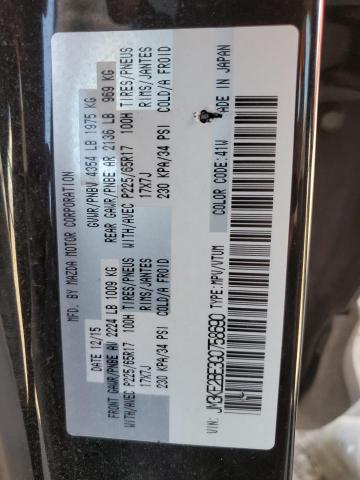 MFD. BY MAZDA MOTOR CORPORATION
DATE 12/15 GVWR/PNBV 4354 LB 1975 KG
FRONT GAWR/PNBE AV 2224 LB 1009 KG REAR GAWR/PNBE AR 2136 LB 969 KG
WITH/AVEC P225/65R17 100H TIRES/PNEUS WITH/AVEC P225/65R17 100H TIRES/PNEUS
17X7J RIMS/JANTES 17X7J RIMS/JANTES
230 KPA/34 PSI COLD/A FROID 230 KPA/34 PSI COLD/A FROID
VIN: JM3KE2BE3G0758690 TYPE: MPV/VTUM
COLOR CODE:41W ADE IN JAPAN